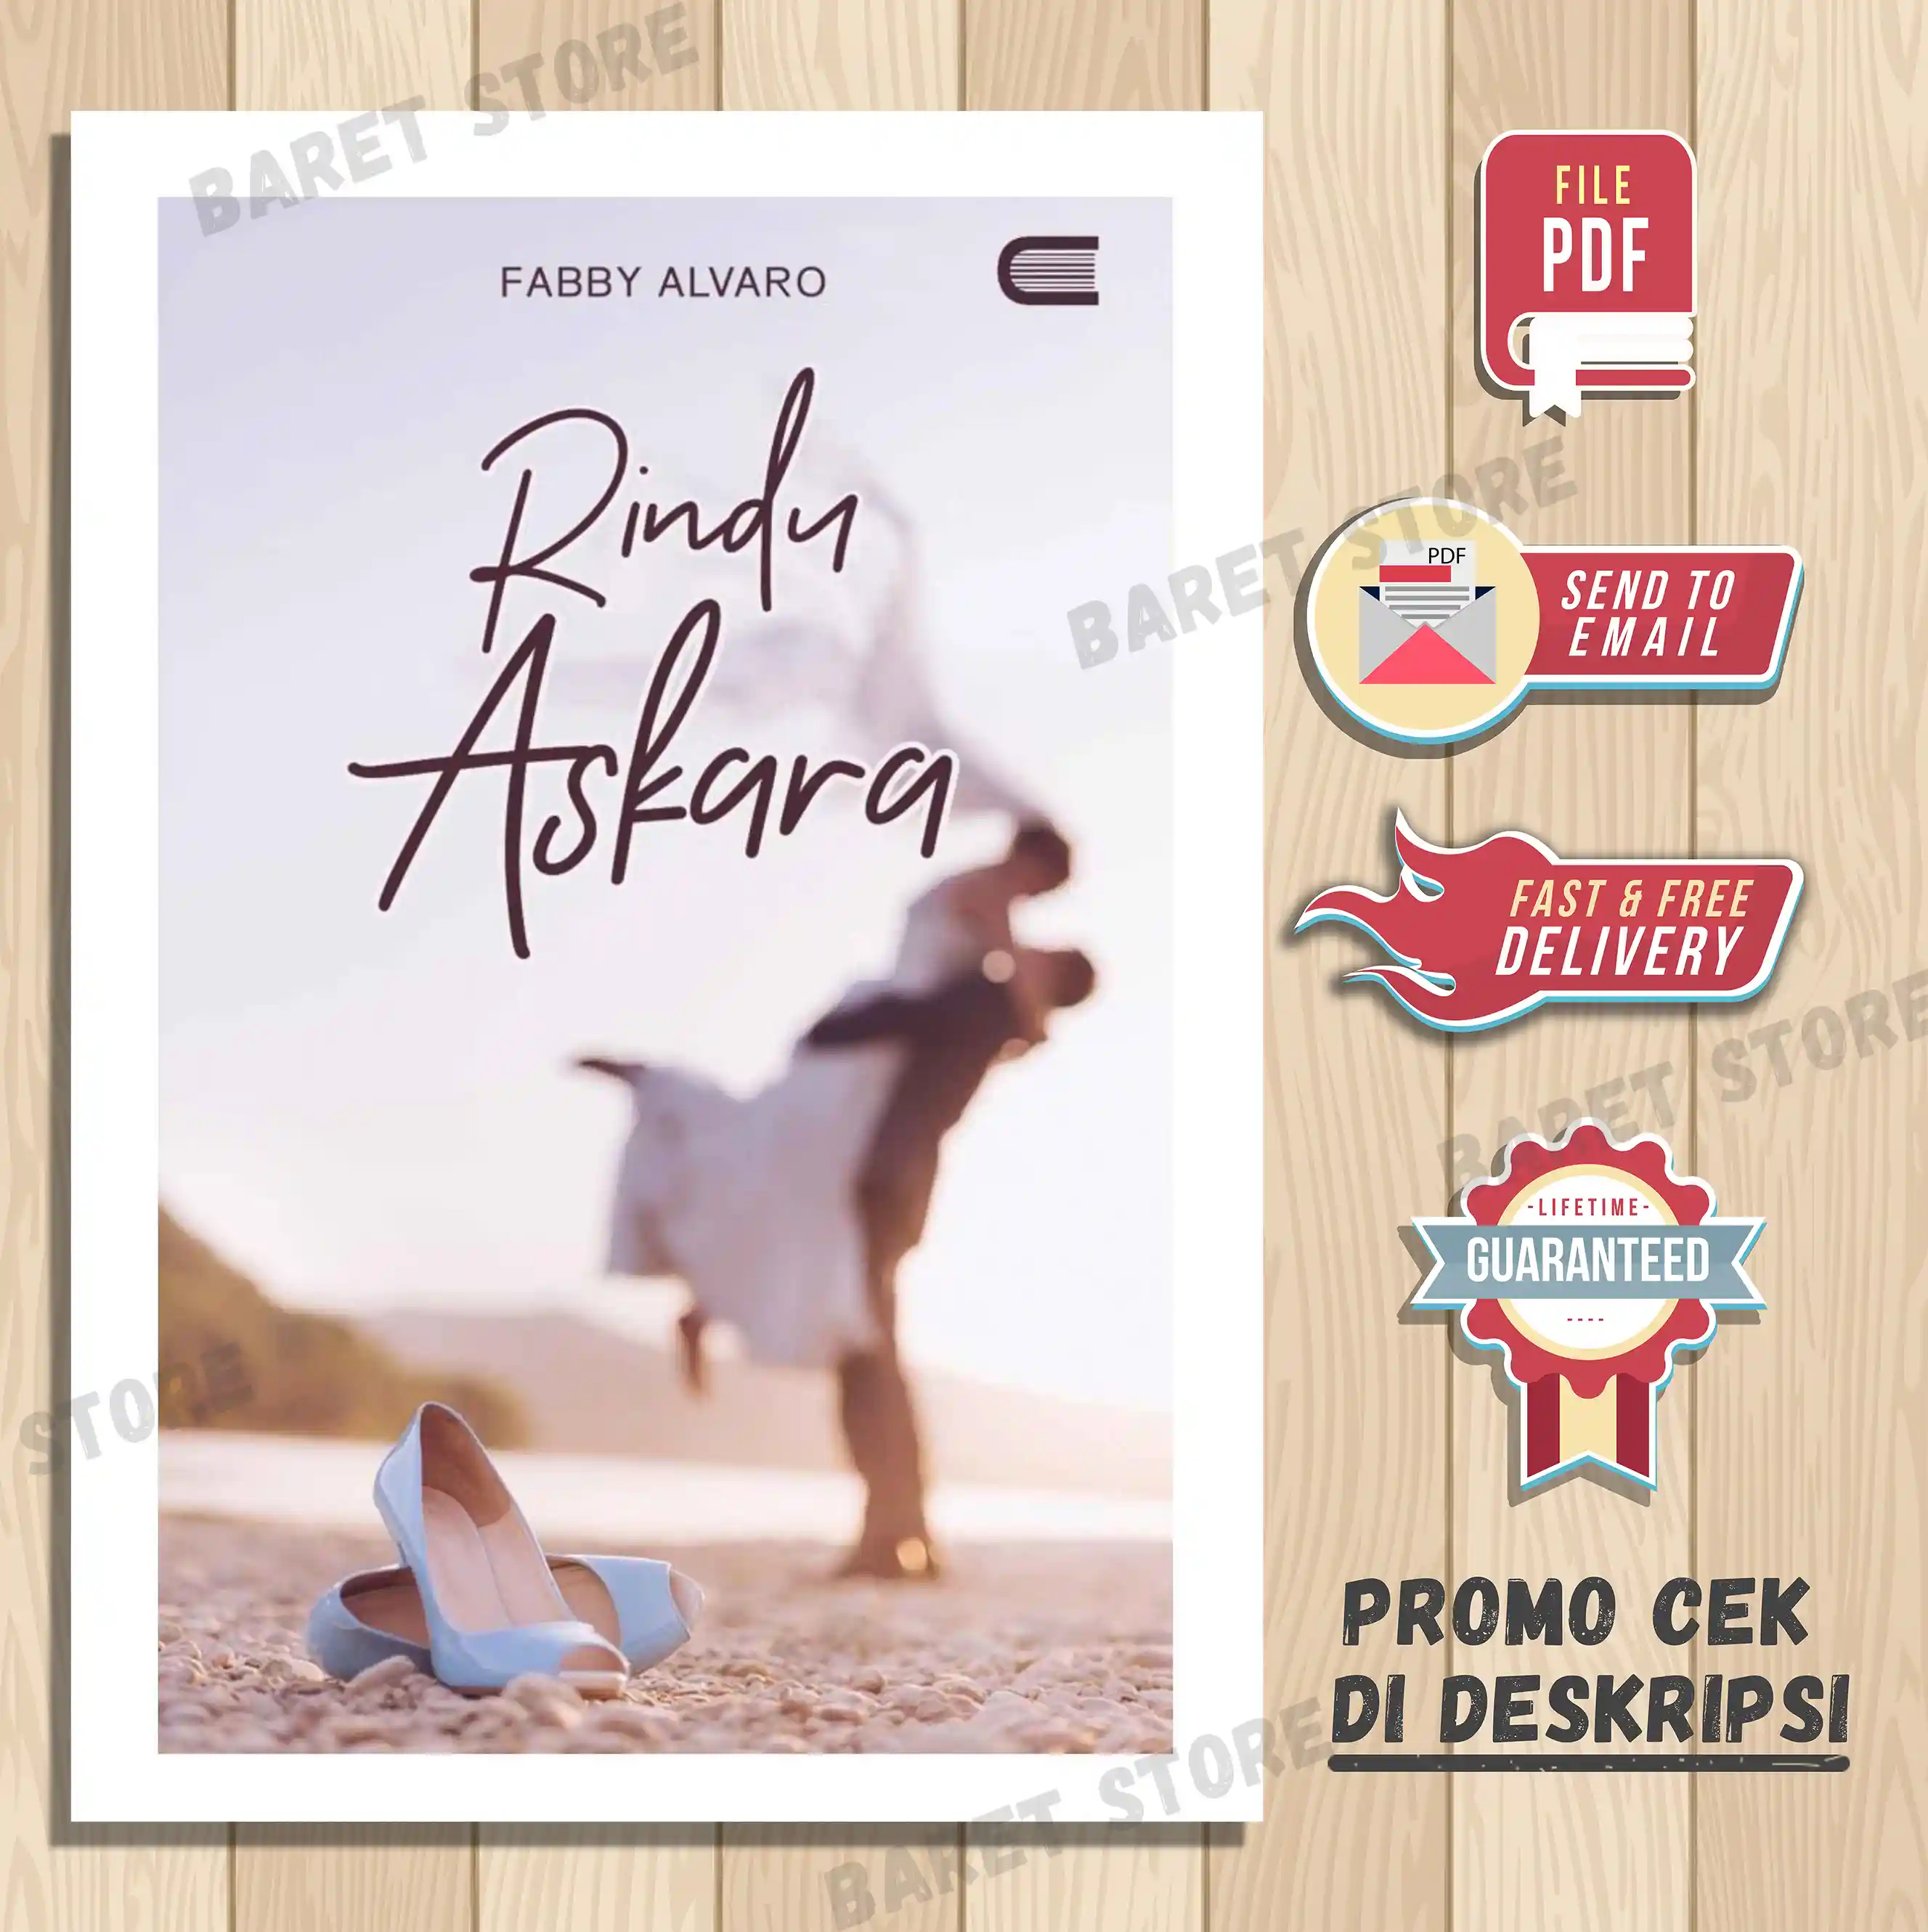 BARET STORE
FABBY ALVARO
Rindu
Askara
FILE
PDF
BARET STORE
PDF
SEND TO
EMAIL
FAST & FREE
DELIVERY
BARET STORE
-LIFETIME-
GUARANTEED
----
STORE
PROMO CEK
DI DESKRIPSI
BARET STORE